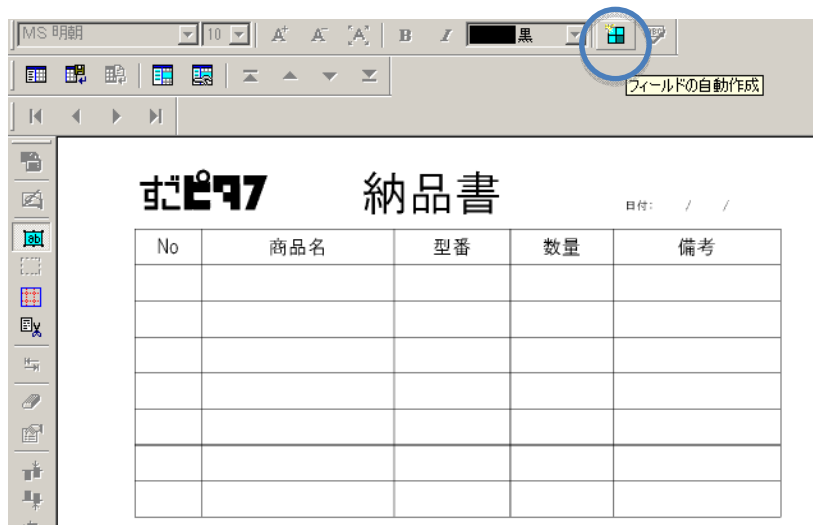 MS 明朝 10 A A A B I 黒
フィールドの自動作成
すごピタ7 納品書 日付: / /
No 商品名 型番 数量 備考
ab